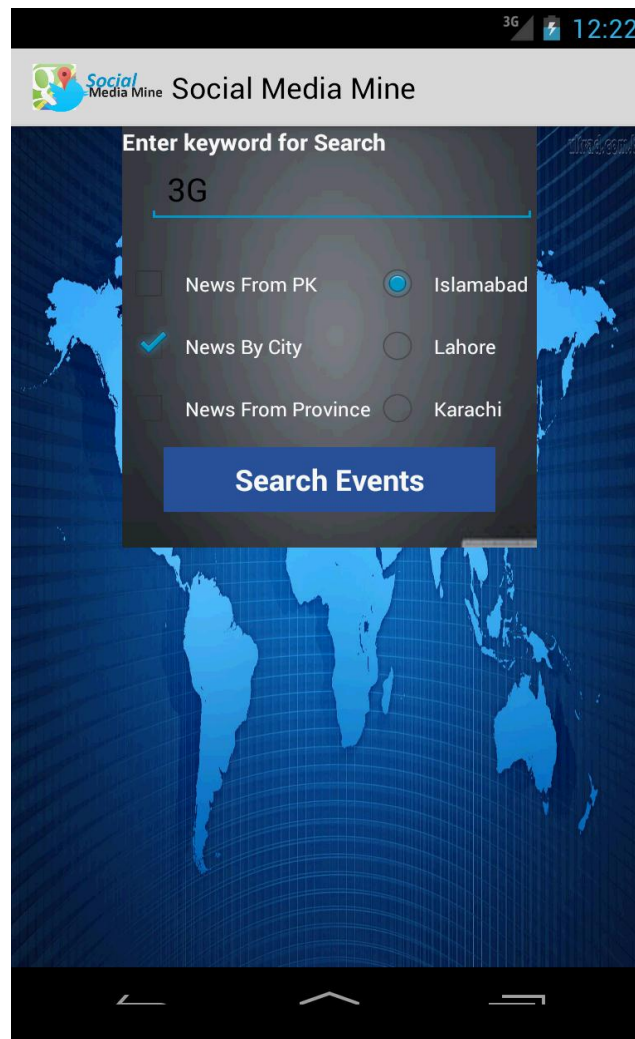 3G 12:22
Social
Media Mine Social Media Mine
Enter keyword for Search
3G
News From PK Islamabad
News By City Lahore
News From Province Karachi
Search Events